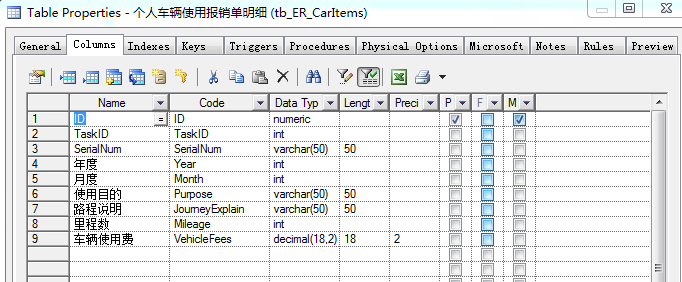 Table Properties - 个人车辆使用报销单明细 (tb_ER_CarItems)
General Columns Indexes Keys Triggers Procedures Physical Options Microsoft Notes Rules Preview
Name Code Data Typ Lengt Preci P F M
1 ID = ID numeric
2 TaskID TaskID int
3 SerialNum SerialNum varchar(50) 50
4 年度 Year int
5 月度 Month int
6 使用目的 Purpose varchar(50) 50
7 路程说明 JourneyExplain varchar(50) 50
8 里程数 Mileage int
9 车辆使用费 VehicleFees decimal(18,2) 18 2